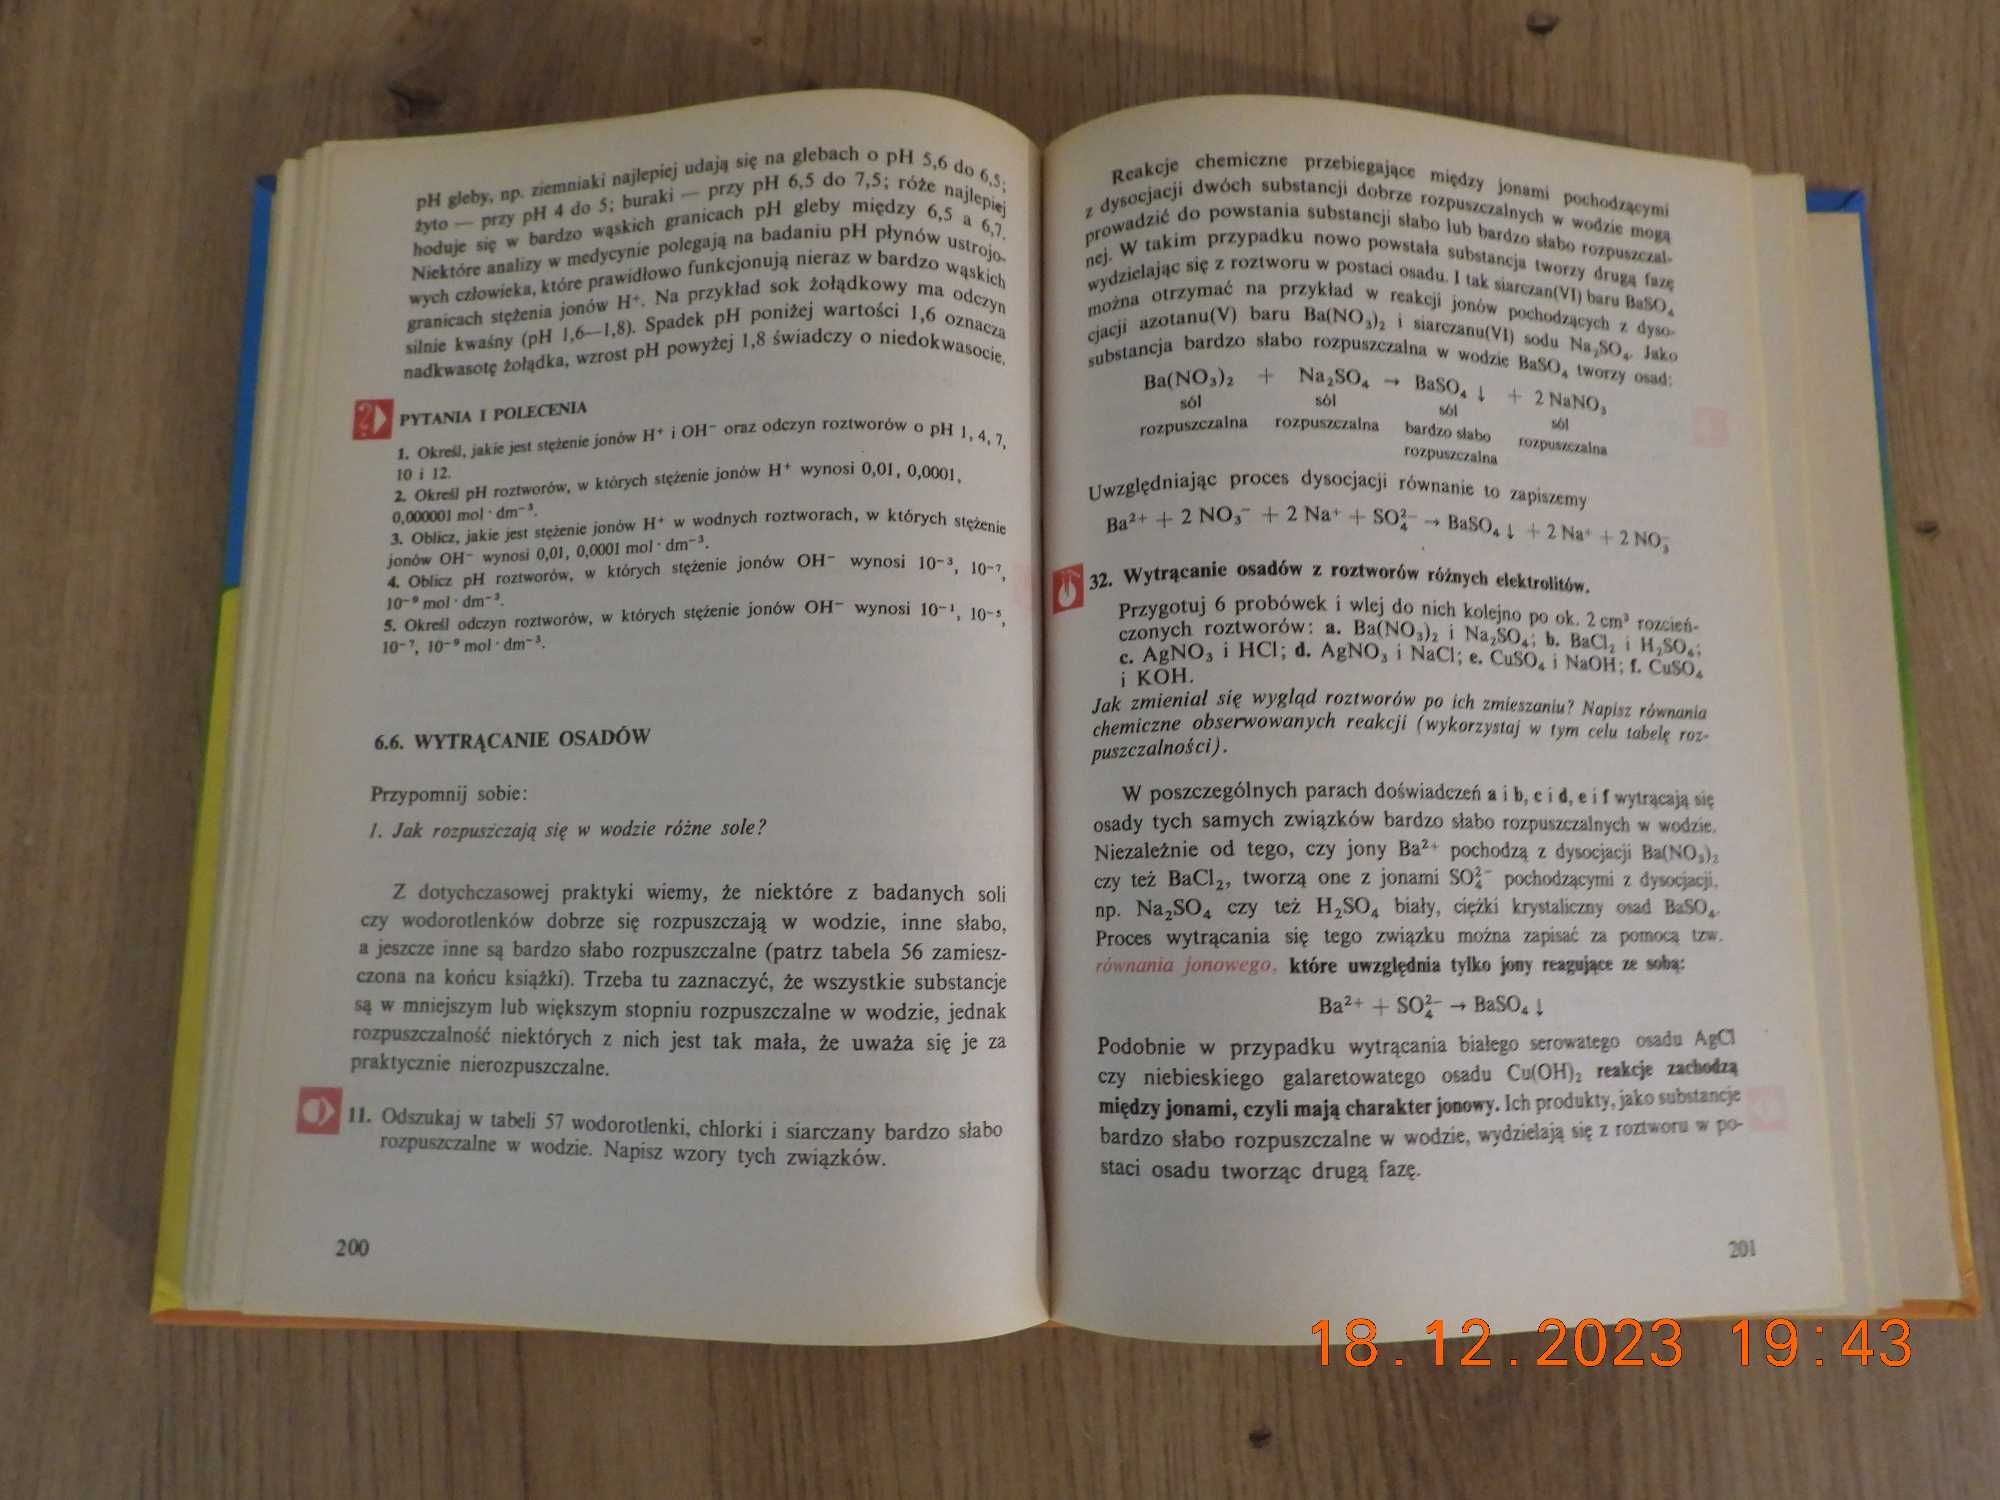 pH gleby, np. ziemniaki najlepiej udają się na glebach o pH 5,6 do 6,5;
żyto — przy pH 4 do 5; buraki — przy pH 6,5 do 7,5; róże najlepiej
hoduje się w bardzo wąskich granicach pH gleby między 6,5 a 6,7.
Niektóre analizy w medycynie polegają na badaniu pH płynów ustrojo-
wych człowieka, które prawidłowo funkcjonują nieraz w bardzo wąskich
granicach stężenia jonów H⁺. Na przykład sok żołądkowy ma odczyn
silnie kwaśny (pH 1,6—1,8). Spadek pH poniżej wartości 1,6 oznacza
nadkwasotę żołądka, wzrost pH powyżej 1,8 świadczy o niedokwasocie.
PYTANIA I POLECENIA
1. Określ, jakie jest stężenie jonów H⁺ i OH⁻ oraz odczyn roztworów o pH 1, 4, 7,
10 i 12.
2. Określ pH roztworów, w których stężenie jonów H⁺ wynosi 0,01, 0,0001,
0,000001 mol · dm⁻³.
3. Oblicz, jakie jest stężenie jonów H⁺ w wodnych roztworach, w których stężenie
jonów OH⁻ wynosi 0,01, 0,0001 mol · dm⁻³.
4. Oblicz pH roztworów, w których stężenie jonów OH⁻ wynosi 10⁻³, 10⁻⁷,
10⁻⁹ mol · dm⁻³.
5. Określ odczyn roztworów, w których stężenie jonów OH⁻ wynosi 10⁻¹, 10⁻⁵,
10⁻⁷, 10⁻⁹ mol · dm⁻³.
6.6. WYTRĄCANIE OSADÓW
Przypomnij sobie:
1. Jak rozpuszczają się w wodzie różne sole?
Z dotychczasowej praktyki wiemy, że niektóre z badanych soli
czy wodorotlenków dobrze się rozpuszczają w wodzie, inne słabo,
a jeszcze inne są bardzo słabo rozpuszczalne (patrz tabela 56 zamiesz-
czona na końcu książki). Trzeba tu zaznaczyć, że wszystkie substancje
są w mniejszym lub większym stopniu rozpuszczalne w wodzie, jednak
rozpuszczalność niektórych z nich jest tak mała, że uważa się je za
praktycznie nierozpuszczalne.
11. Odszukaj w tabeli 57 wodorotlenki, chlorki i siarczany bardzo słabo
rozpuszczalne w wodzie. Napisz wzory tych związków.
200
Reakcje chemiczne przebiegające między jonami pochodzącymi
z dysocjacji dwóch substancji dobrze rozpuszczalnych w wodzie mogą
prowadzić do powstania substancji słabo lub bardzo słabo rozpuszczal-
nej. W takim przypadku nowo powstała substancja tworzy drugą fazę
wydzielając się z roztworu w postaci osadu. I tak siarczan(VI) baru BaSO₄
można otrzymać na przykład w reakcji jonów pochodzących z dyso-
cjacji azotanu(V) baru Ba(NO₃)₂ i siarczanu(VI) sodu Na₂SO₄. Jako
substancja bardzo słabo rozpuszczalna w wodzie BaSO₄ tworzy osad:
Ba(NO₃)₂ + Na₂SO₄ → BaSO₄ ↓ + 2 NaNO₃
sól sól sól sól
rozpuszczalna rozpuszczalna bardzo słabo rozpuszczalna
rozpuszczalna
Uwzględniając proces dysocjacji równanie to zapiszemy
Ba²⁺ + 2 NO₃⁻ + 2 Na⁺ + SO₄²⁻ → BaSO₄ ↓ + 2 Na⁺ + 2 NO₃⁻
32. Wytrącanie osadów z roztworów różnych elektrolitów.
Przygotuj 6 probówek i wlej do nich kolejno po ok. 2 cm³ rozcień-
czonych roztworów: a. Ba(NO₃)₂ i Na₂SO₄; b. BaCl₂ i H₂SO₄;
c. AgNO₃ i HCl; d. AgNO₃ i NaCl; e. CuSO₄ i NaOH; f. CuSO₄
i KOH.
Jak zmieniał się wygląd roztworów po ich zmieszaniu? Napisz równania
chemiczne obserwowanych reakcji (wykorzystaj w tym celu tabelę roz-
puszczalności).
W poszczególnych parach doświadczeń a i b, c i d, e i f wytrącają się
osady tych samych związków bardzo słabo rozpuszczalnych w wodzie.
Niezależnie od tego, czy jony Ba²⁺ pochodzą z dysocjacji Ba(NO₃)₂
czy też BaCl₂, tworzą one z jonami SO₄²⁻ pochodzącymi z dysocjacji,
np. Na₂SO₄ czy też H₂SO₄ biały, ciężki krystaliczny osad BaSO₄.
Proces wytrącania się tego związku można zapisać za pomocą tzw.
równania jonowego, które uwzględnia tylko jony reagujące ze sobą:
Ba²⁺ + SO₄²⁻ → BaSO₄ ↓
Podobnie w przypadku wytrącania białego serowatego osadu AgCl
czy niebieskiego galaretowatego osadu Cu(OH)₂ reakcje zachodzą
między jonami, czyli mają charakter jonowy. Ich produkty, jako substancje
bardzo słabo rozpuszczalne w wodzie, wydzielają się z roztworu w po-
staci osadu tworząc drugą fazę.
201
18.12.2023 19:43